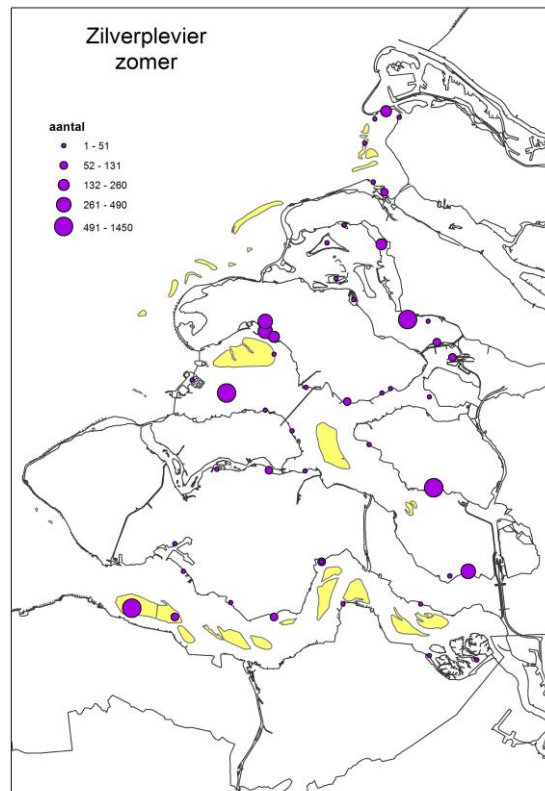 Zilverplevier
zomer
aantal
1 - 51
52 - 131
132 - 260
261 - 490
491 - 1450